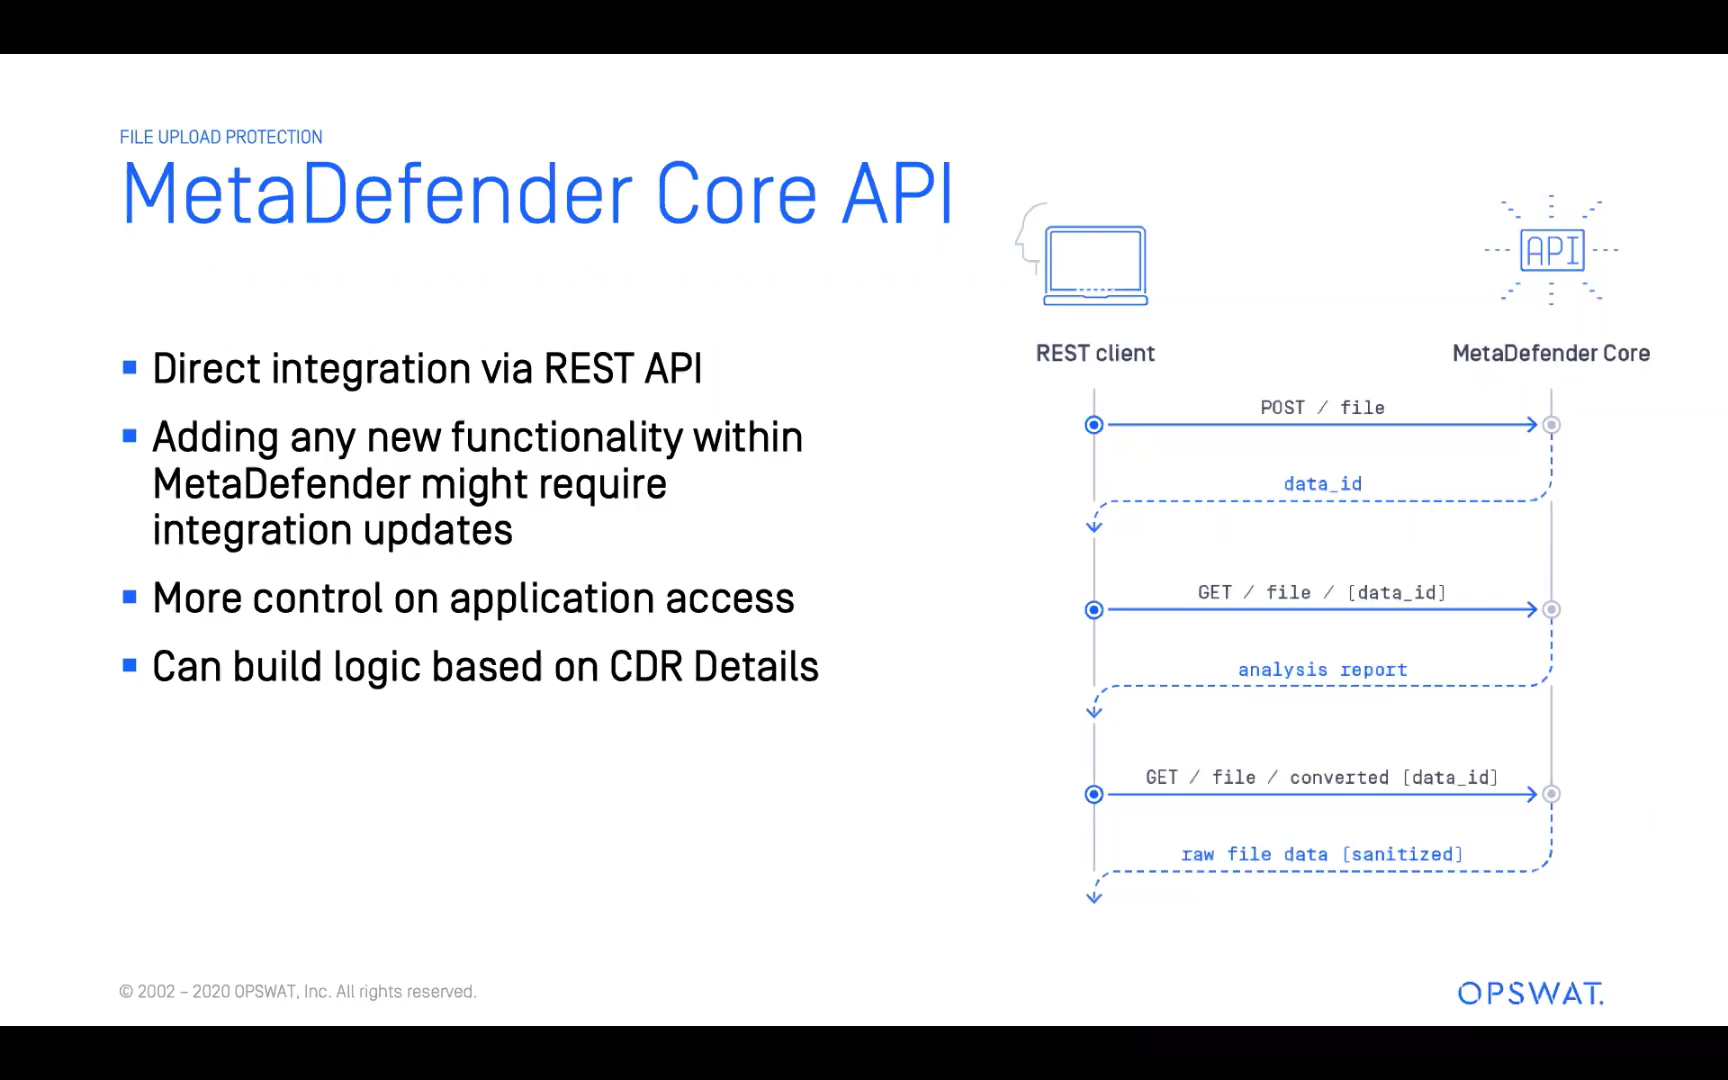 FILE UPLOAD PROTECTION
MetaDefender Core API
Direct integration via REST API
Adding any new functionality within
MetaDefender might require
integration updates
More control on application access
Can build logic based on CDR Details
API
REST client
MetaDefender Core
POST / file
data_id
GET / file / [data_id]
analysis report
GET / file / converted [data_id]
raw file data [sanitized]
© 2002 – 2020 OPSWAT, Inc. All rights reserved.
OPSWAT.